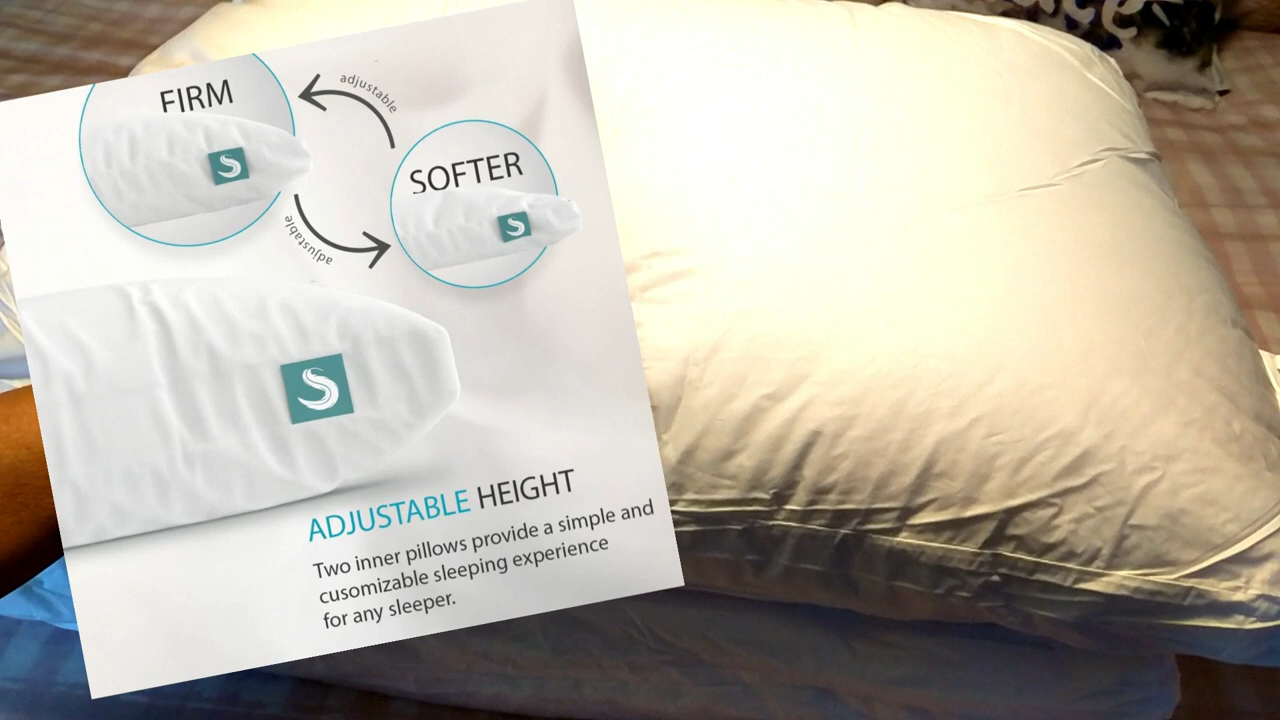 FIRM
adjustable
SOFTER
adjustable
ADJUSTABLE HEIGHT
Two inner pillows provide a simple and
cusomizable sleeping experience
for any sleeper.